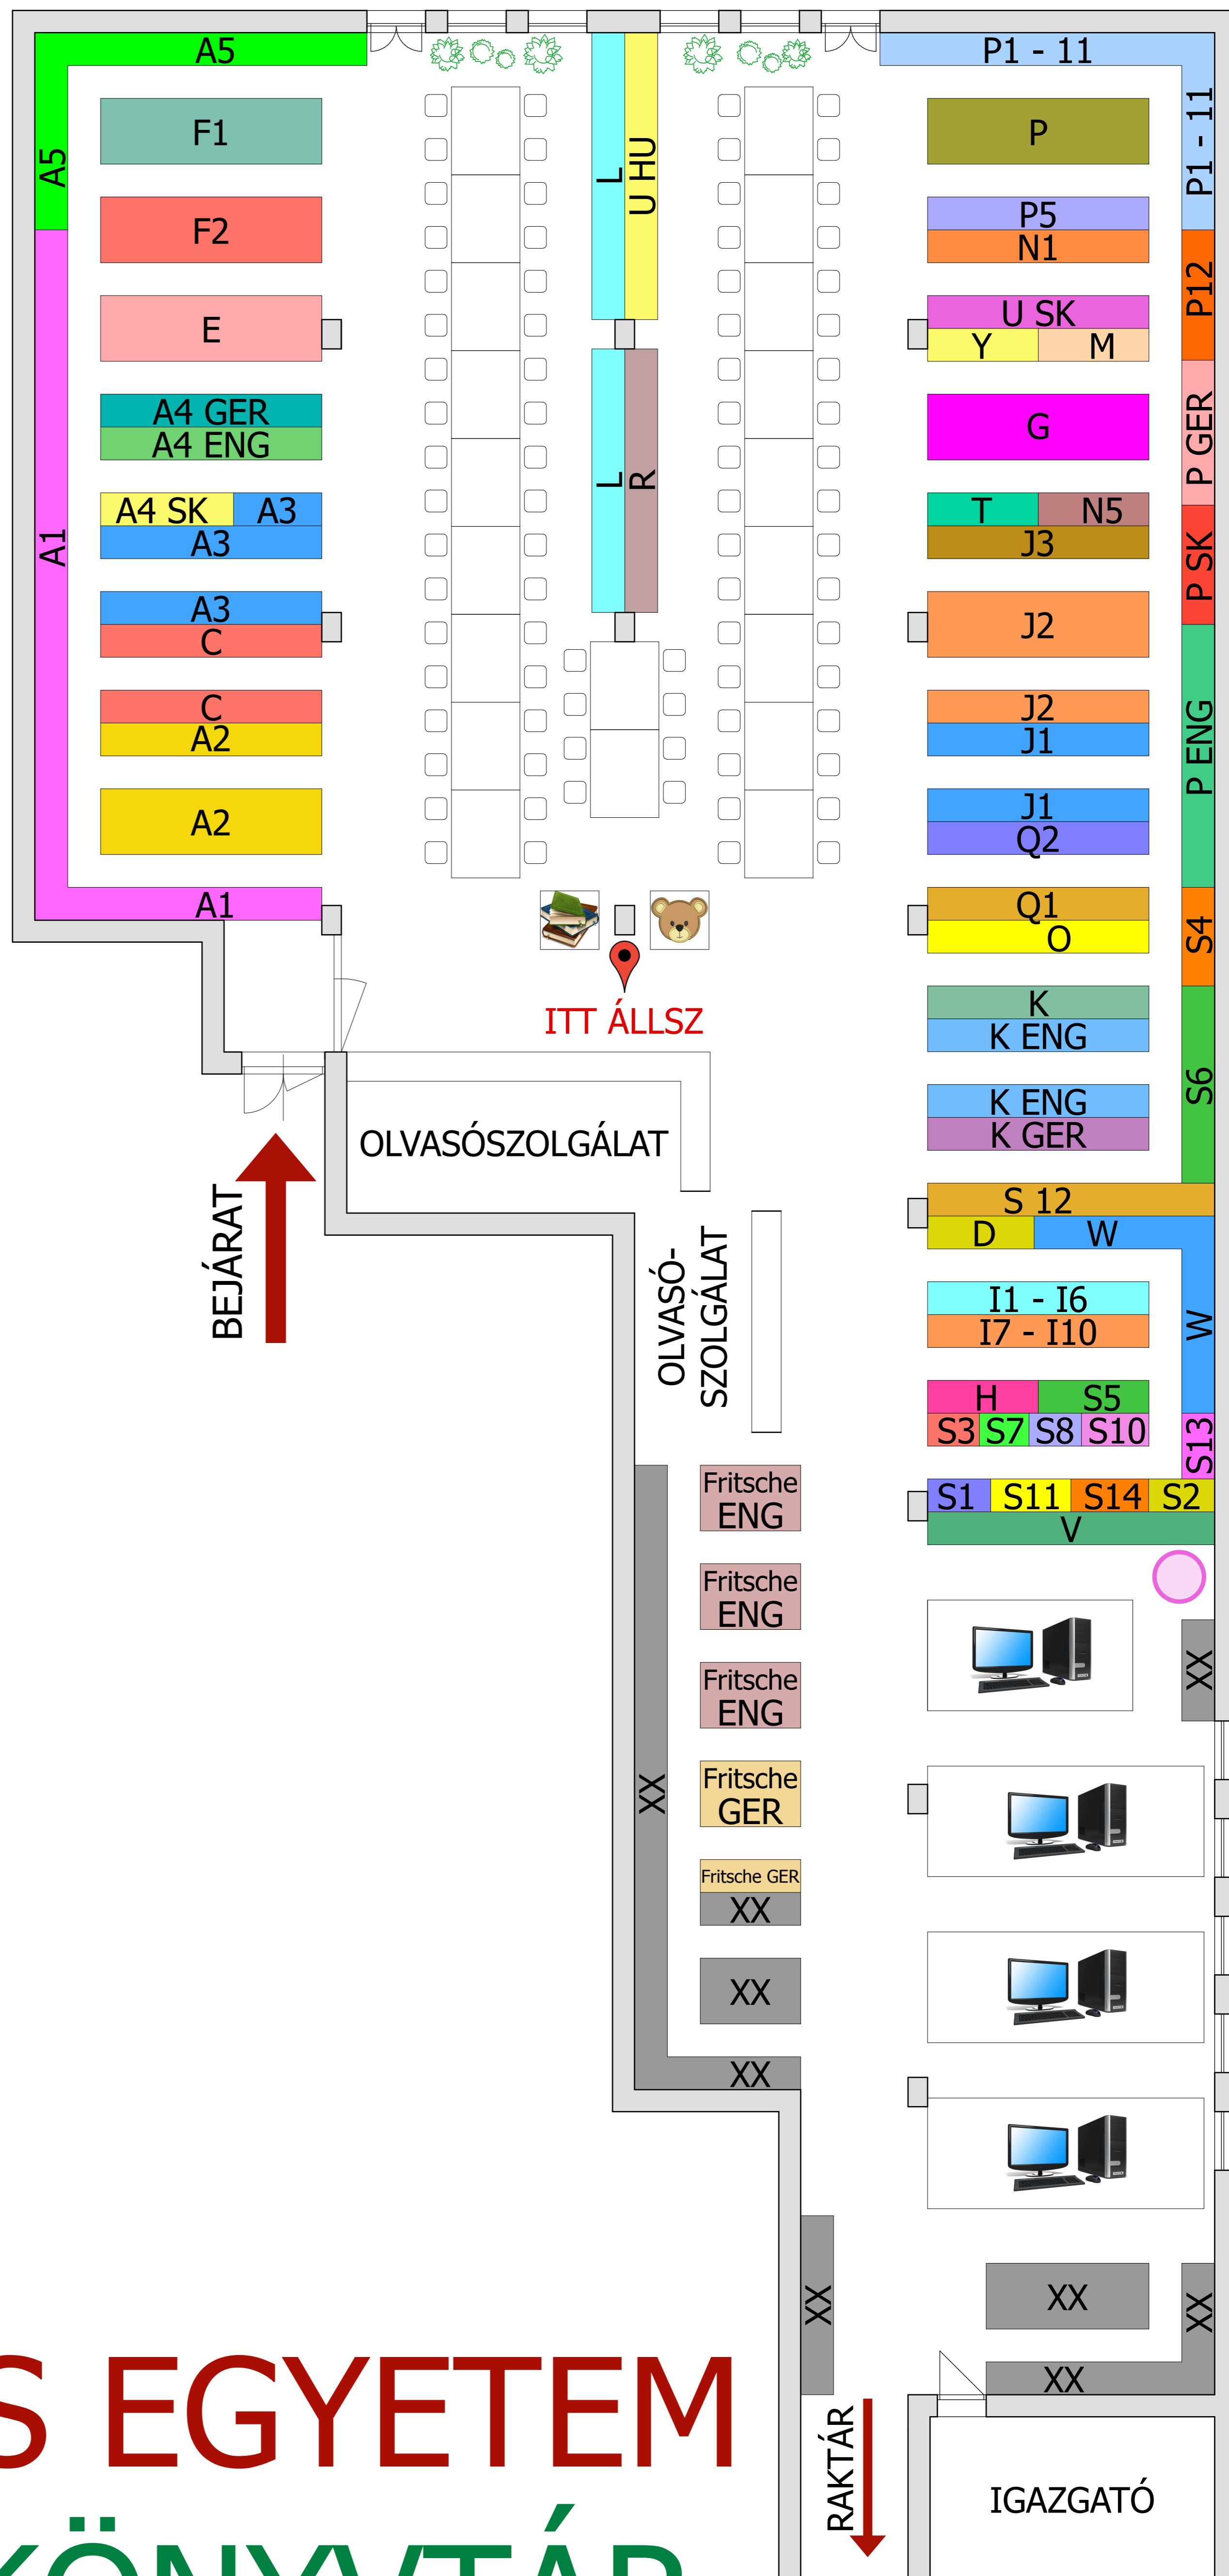 A5
P1 - 11
A5
F1
L
U HU
P
P1 - 11
F2
P5
N1
P12
E
U SK
Y
M
A4 GER
A4 ENG
G
P GER
A4 SK
A3
A3
A1
L
R
T
N5
J3
P SK
A3
C
J2
C
A2
J2
J1
P ENG
A2
J1
Q2
A1
Q1
O
S4
ITT ÁLLSZ
K
K ENG
S6
OLVASÓSZOLGÁLAT
K ENG
K GER
BEJÁRAT
OLVASÓ-
SZOLGÁLAT
S 12
D
W
W
I1 - I6
I7 - I10
H
S5
S3
S7
S8
S10
S13
S1
S11
S14
S2
V
Fritsche
ENG
Fritsche
ENG
Fritsche
ENG
XX
XX
Fritsche
GER
Fritsche GER
XX
XX
XX
XX
XX
XX
XX
S EGYETEM
KÖNYVTÁR
RAKTÁR
IGAZGATÓ